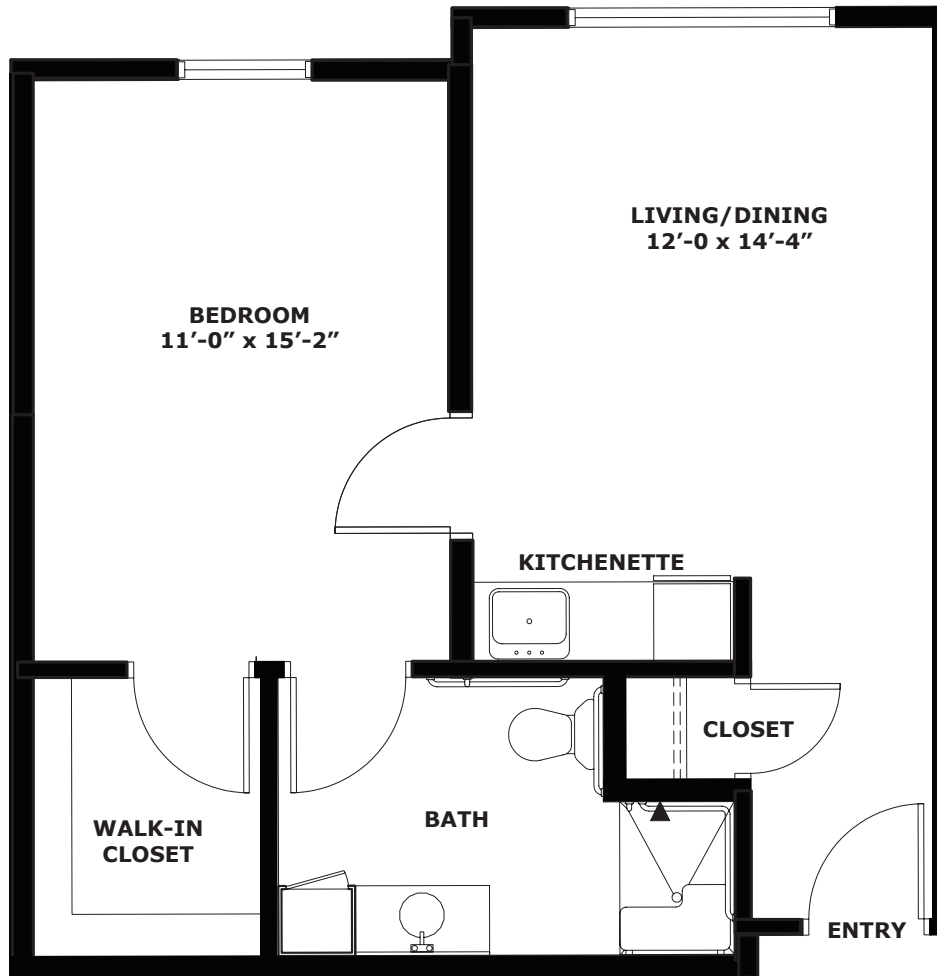 LIVING/DINING
12’-0 x 14’-4”
BEDROOM
11’-0” x 15’-2”
KITCHENETTE
CLOSET
WALK-IN
CLOSET
BATH
ENTRY